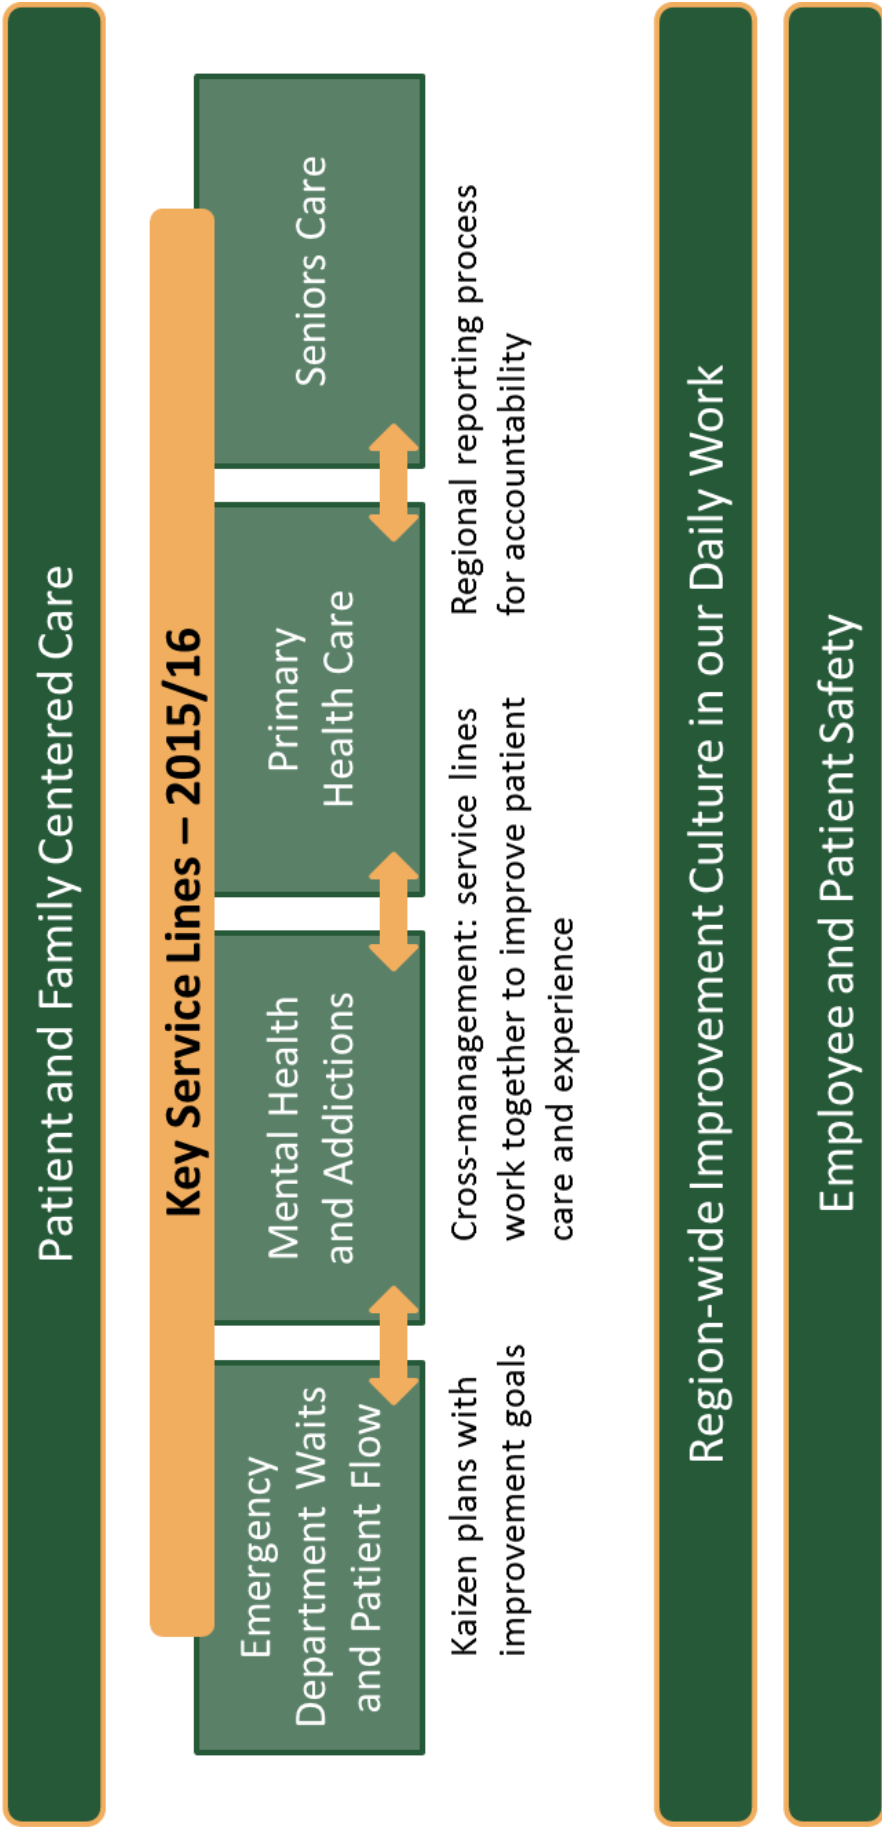 Patient and Family Centered Care
Key Service Lines – 2015/16
Emergency
Department Waits
and Patient Flow
Mental Health
and Addictions
Primary
Health Care
Seniors Care
Kaizen plans with
improvement goals
Cross-management: service lines
work together to improve patient
care and experience
Regional reporting process
for accountability
Region-wide Improvement Culture in our Daily Work
Employee and Patient Safety